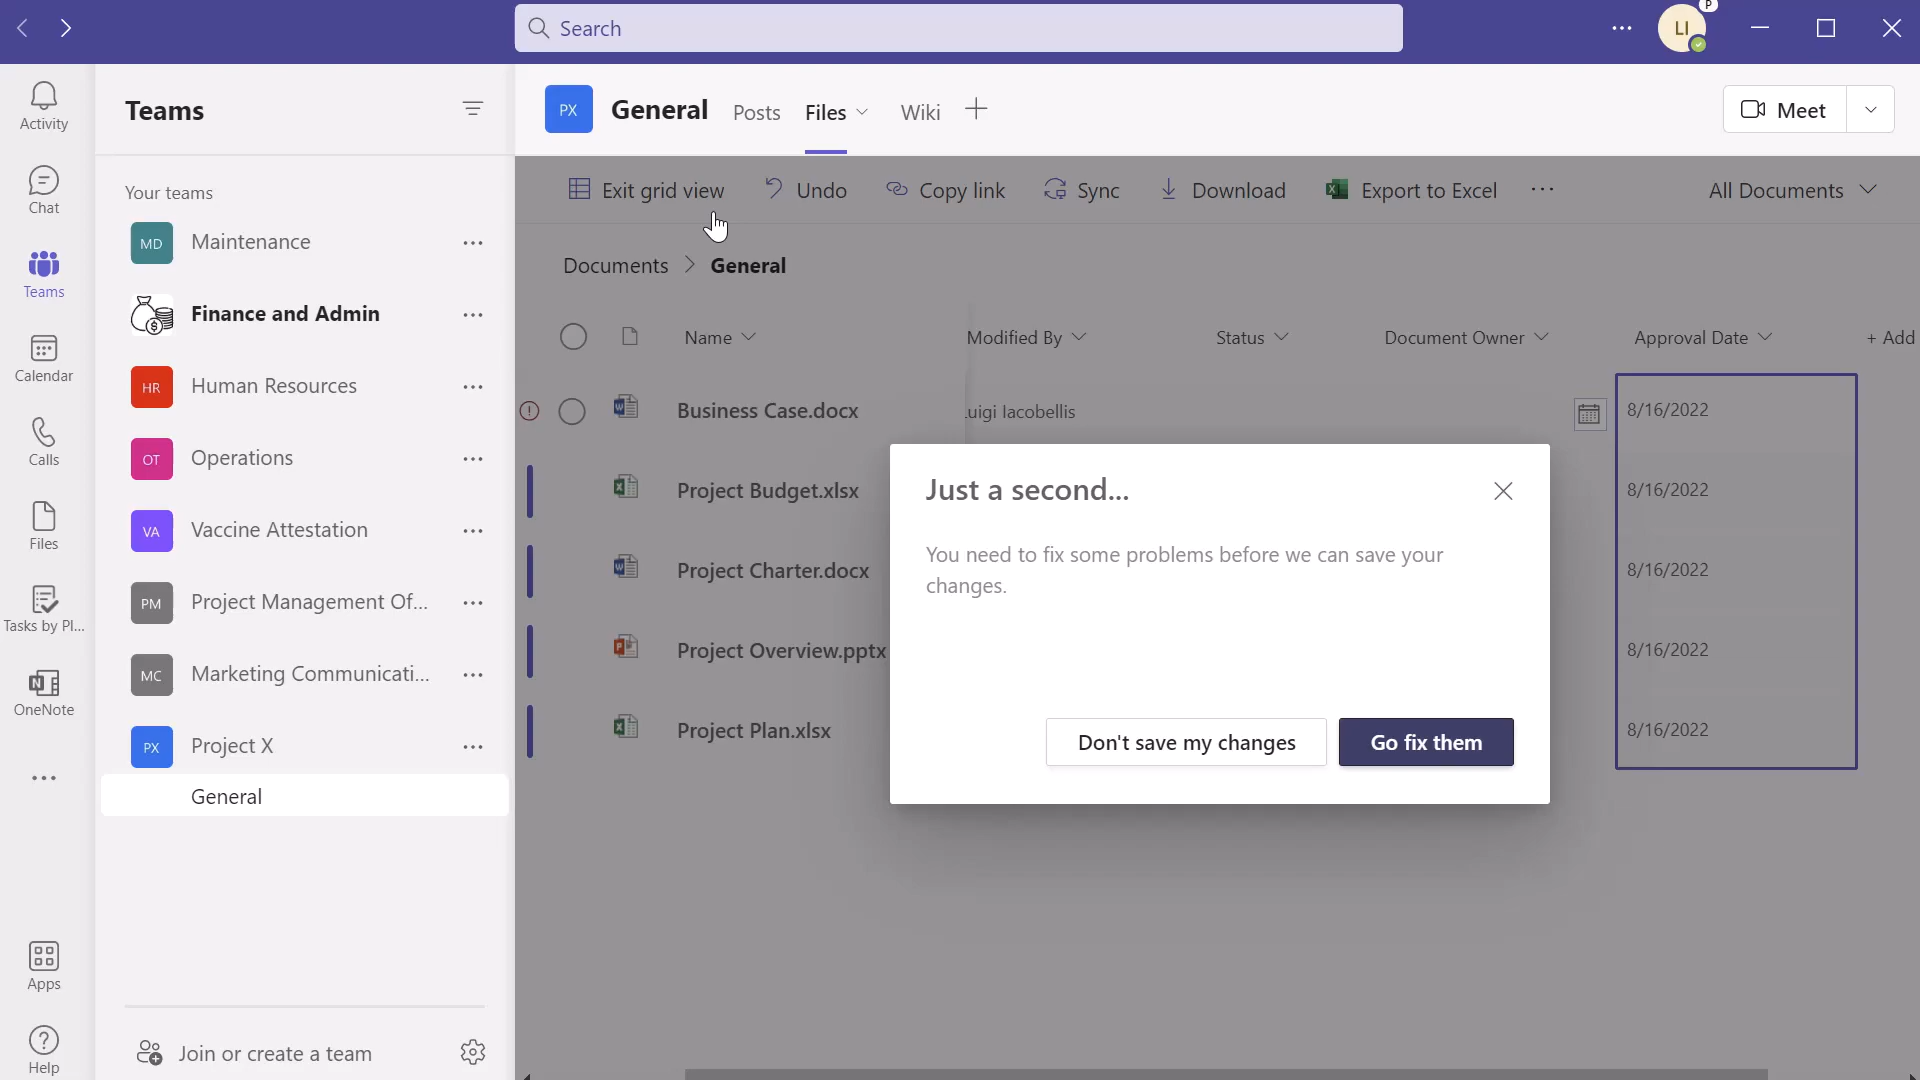 Search
P
LI
Activity
Chat
Teams
Calendar
Calls
Files
Tasks by Pl...
OneNote
Apps
Help
Teams
Your teams
MD Maintenance
Finance and Admin
HR Human Resources
OT Operations
VA Vaccine Attestation
PM Project Management Of...
MC Marketing Communicati...
PX Project X
General
Join or create a team
PX General Posts Files Wiki
Meet
Exit grid view Undo Copy link Sync Download Export to Excel All Documents
Documents > General
Name Modified By Status Document Owner Approval Date + Add
Business Case.docx Luigi Iacobellis 8/16/2022
Project Budget.xlsx 8/16/2022
Project Charter.docx 8/16/2022
Project Overview.pptx 8/16/2022
Project Plan.xlsx 8/16/2022
Just a second...
You need to fix some problems before we can save your
changes.
Don't save my changes
Go fix them